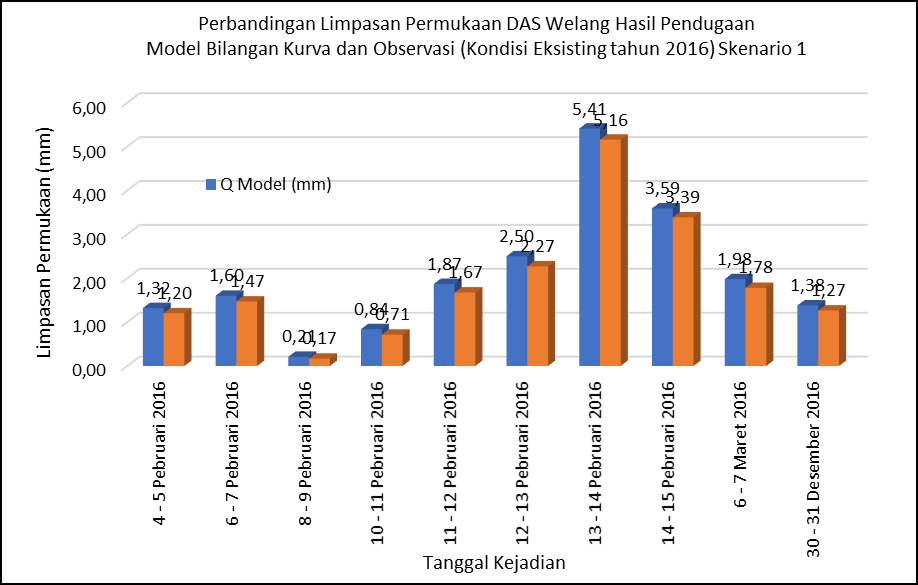 Perbandingan Limpasan Permukaan DAS Welang Hasil Pendugaan
Model Bilangan Kurva dan Observasi (Kondisi Eksisting tahun 2016) Skenario 1
Limpasan Permukaan (mm)
6,00
5,00
4,00
3,00
2,00
1,00
0,00
Q Model (mm)
1,32
1,20
1,60
1,47
0,21
0,17
0,84
0,71
1,87
1,67
2,50
2,27
5,41
5,16
3,59
3,39
1,98
1,78
1,38
1,27
4 - 5 Pebruari 2016
6 - 7 Pebruari 2016
8 - 9 Pebruari 2016
10 - 11 Pebruari 2016
11 - 12 Pebruari 2016
12 - 13 Pebruari 2016
13 - 14 Pebruari 2016
14 - 15 Pebruari 2016
6 - 7 Maret 2016
30 - 31 Desember 2016
Tanggal Kejadian